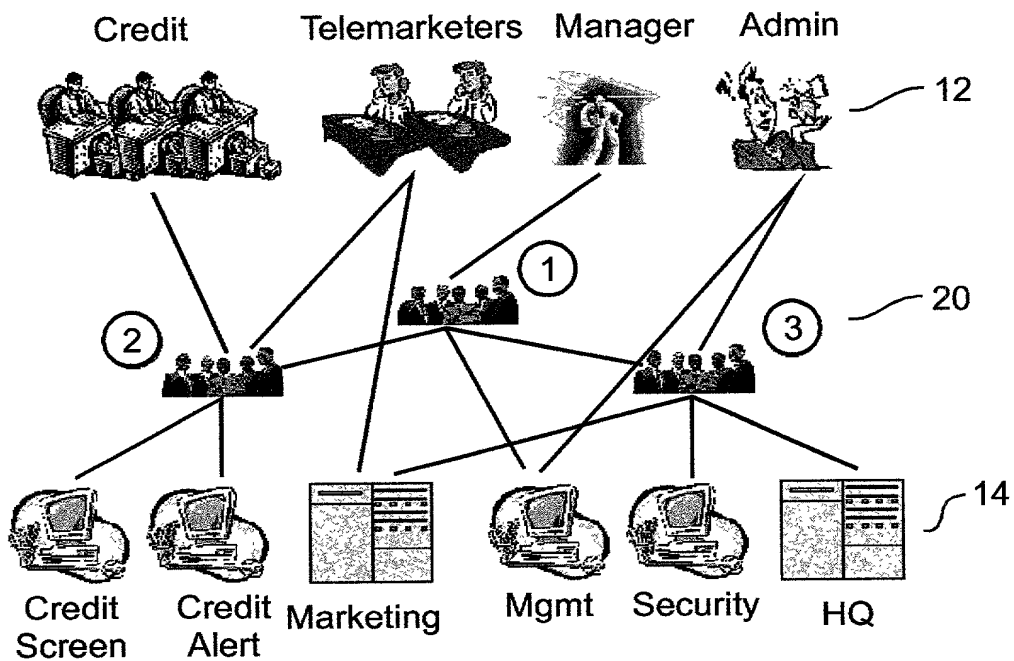 Credit
Telemarketers
Manager
Admin
12
1
20
2
3
14
Credit
Screen
Credit
Alert
Marketing
Mgmt
Security
HQ